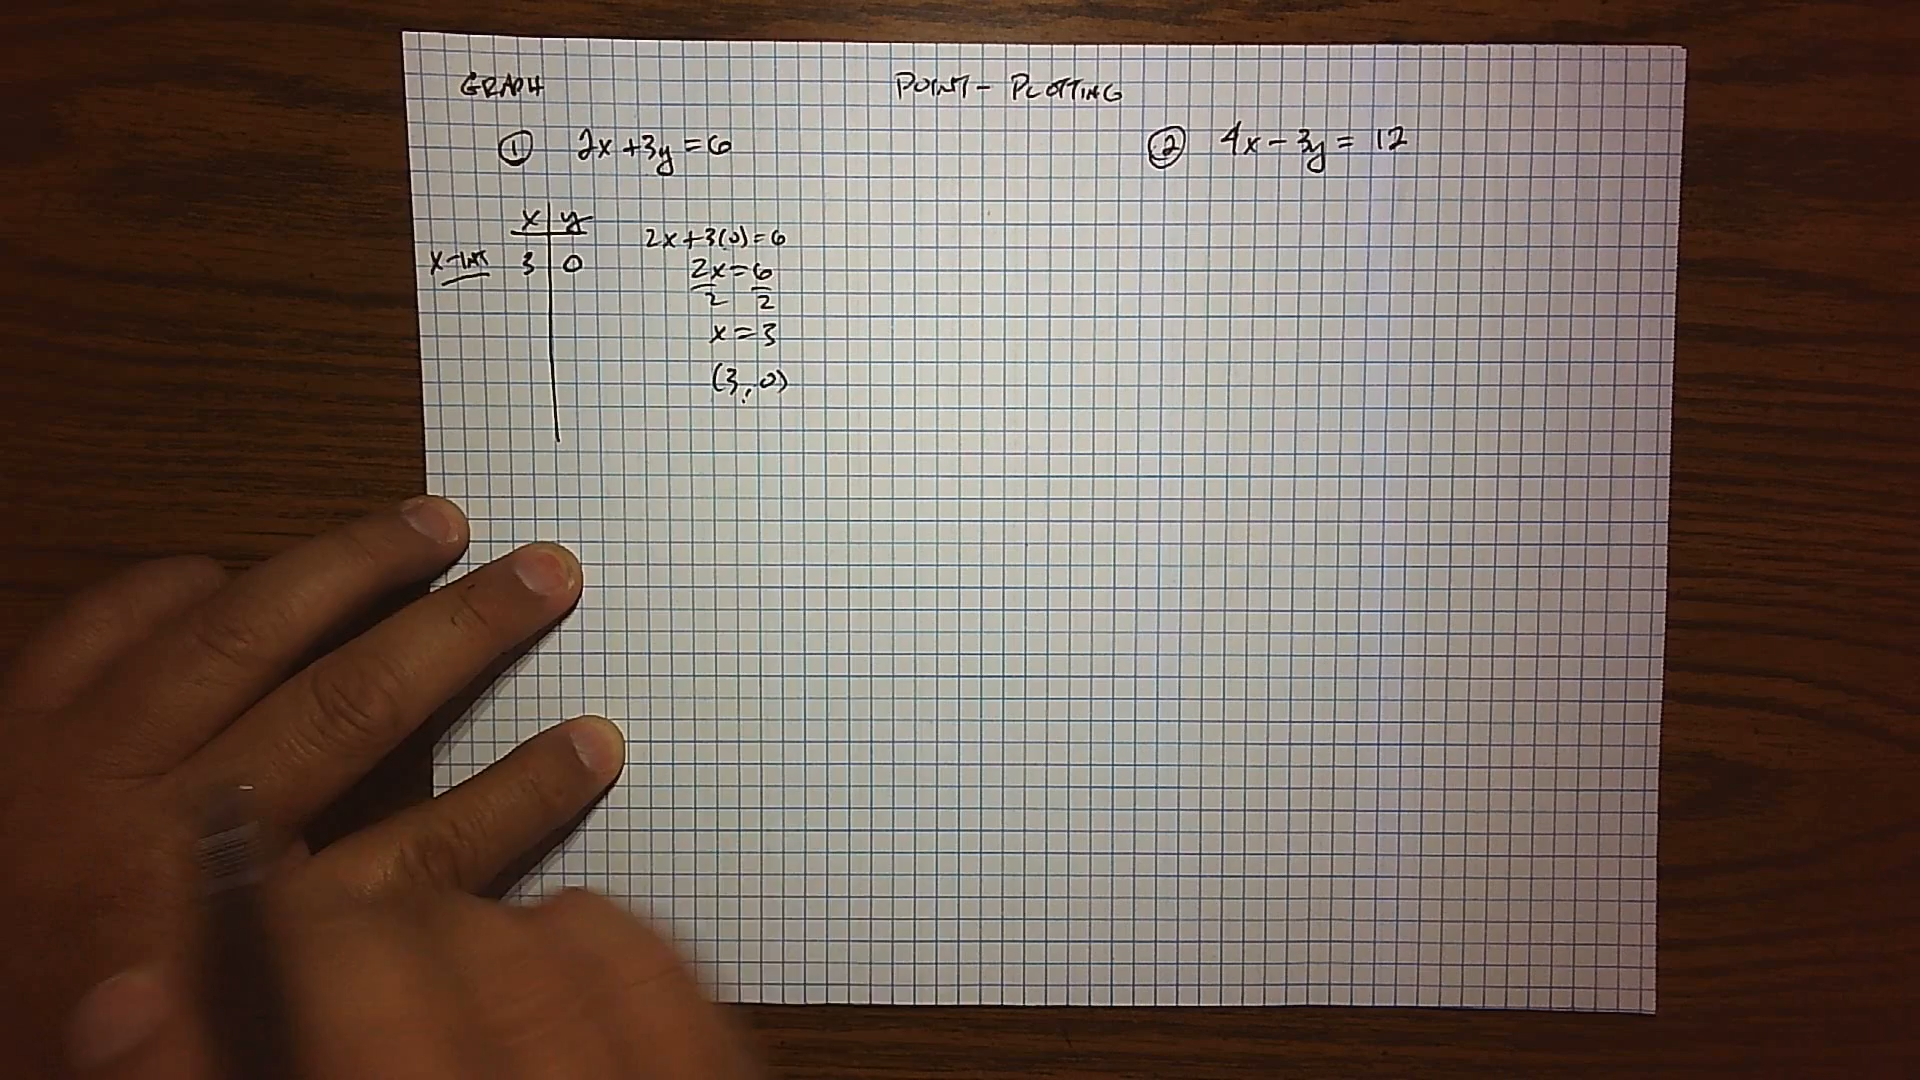 GRAPH
POINT-PLOTTING
① 2x+3y=6
② 4x-3y=12
x | y
x-int 3 | 0
2x+3(0)=6
2x=6
2 2
x=3
(3,0)